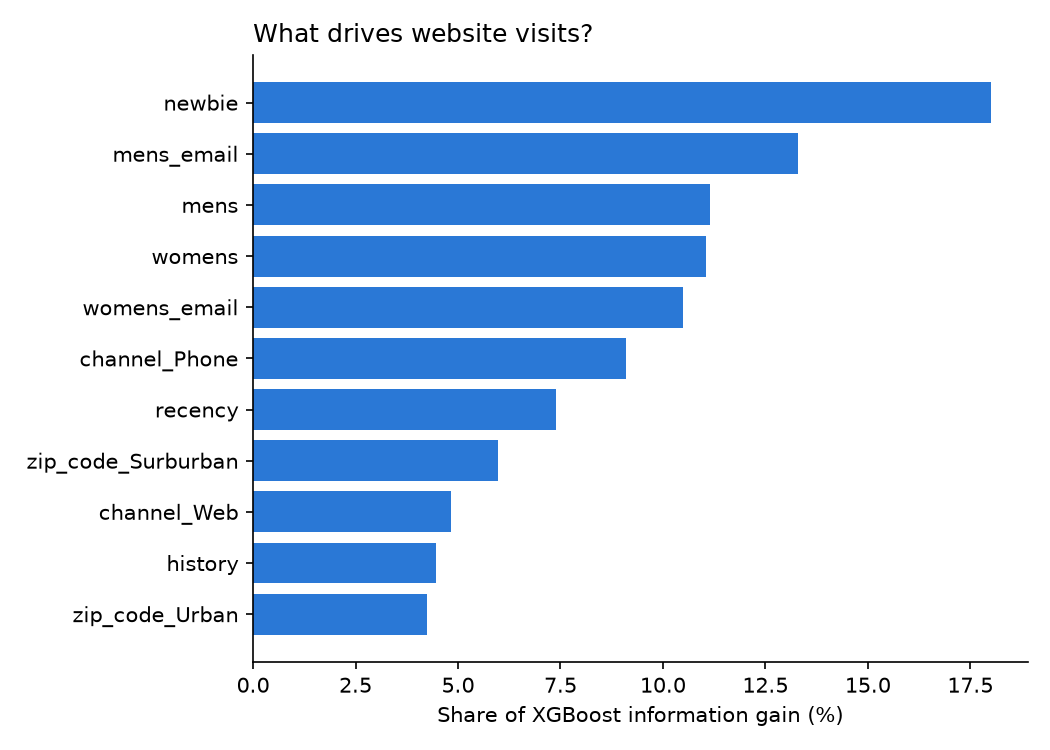 What drives website visits?
newbie
mens_email
mens
womens
womens_email
channel_Phone
recency
zip_code_Surburban
channel_Web
history
zip_code_Urban
0.0 2.5 5.0 7.5 10.0 12.5 15.0 17.5
Share of XGBoost information gain (%)